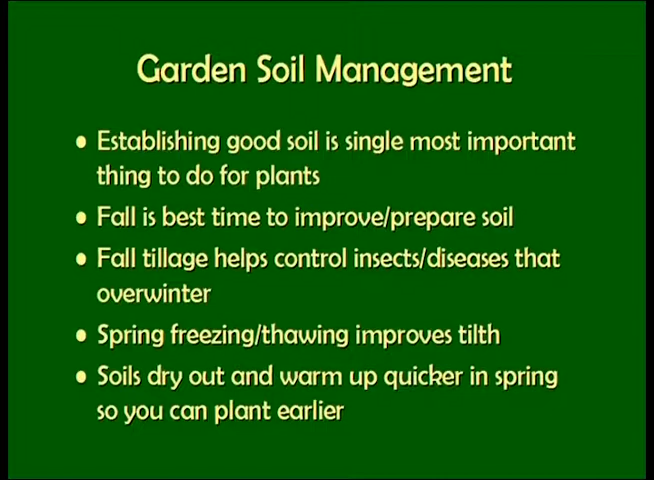 Garden Soil Management
• Establishing good soil is single most important
thing to do for plants
• Fall is best time to improve/prepare soil
• Fall tillage helps control insects/diseases that
overwinter
• Spring freezing/thawing improves tilth
• Soils dry out and warm up quicker in spring
so you can plant earlier